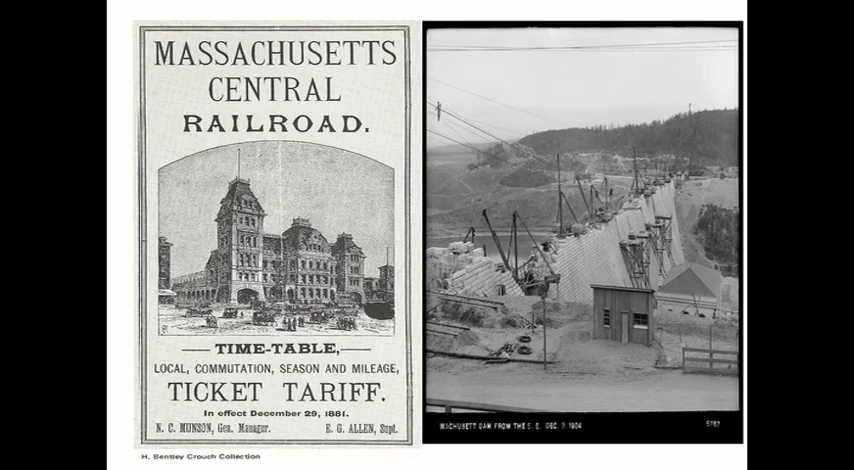 MASSACHUSETTS
CENTRAL
RAILROAD.
TIME-TABLE,
LOCAL, COMMUTATION, SEASON AND MILEAGE,
TICKET TARIFF.
In effect December 29, 1881.
N. C. MUNSON, Gen. Manager. E. G. ALLEN, Supt.
H. Bentley Crouch Collection
WACHUSETT DAM FROM THE S. E. DEC. 3, 1904 5787